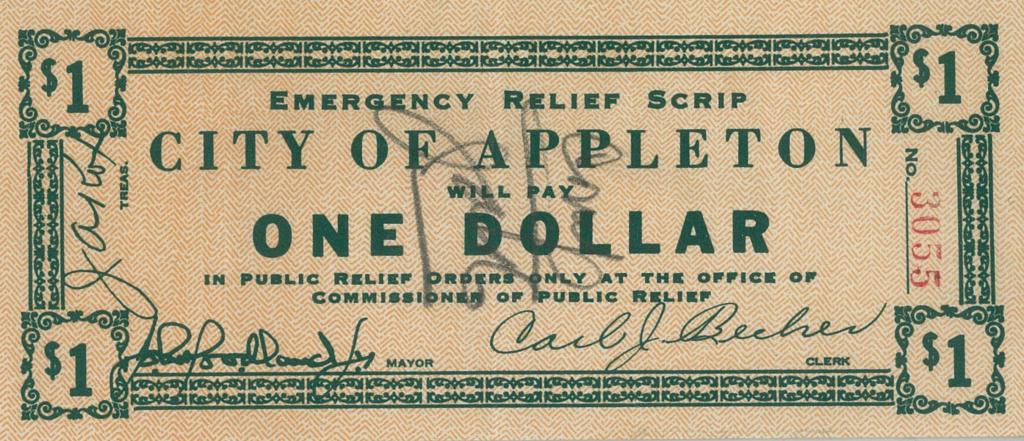 $1
$1
EMERGENCY RELIEF SCRIP
CITY OF APPLETON
WILL PAY
ONE DOLLAR
IN PUBLIC RELIEF ORDERS ONLY AT THE OFFICE OF
COMMISSIONER OF PUBLIC RELIEF
TREAS.
NO. 3055
MAYOR
Carl J. Becher
CLERK
$1
$1